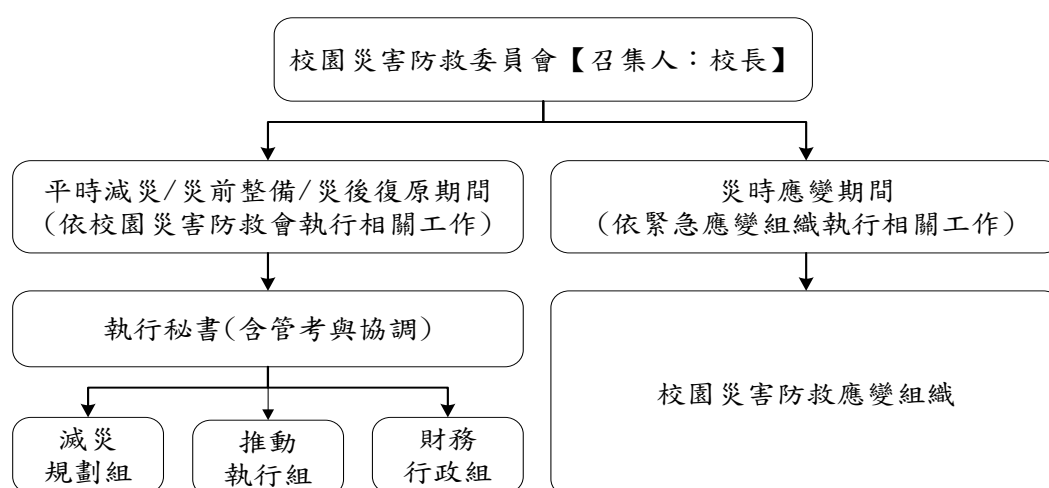 校園災害防救委員會【召集人：校長】
平時減災/災前整備/災後復原期間
(依校園災害防救會執行相關工作)
災時應變期間
(依緊急應變組織執行相關工作)
執行秘書(含管考與協調)
校園災害防救應變組織
減災
規劃組
推動
執行組
財務
行政組